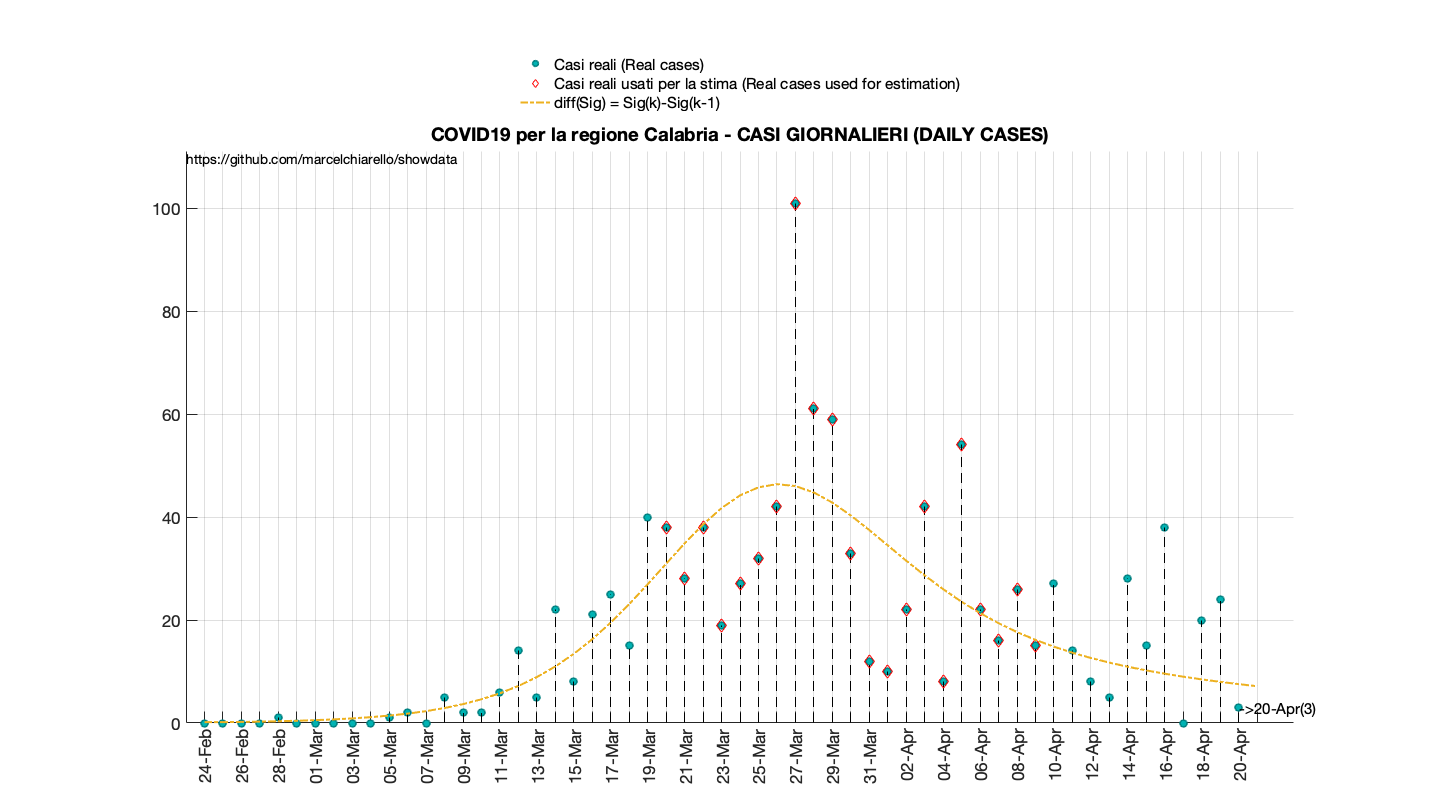 Casi reali (Real cases)
Casi reali usati per la stima (Real cases used for estimation)
diff(Sig) = Sig(k)-Sig(k-1)
COVID19 per la regione Calabria - CASI GIORNALIERI (DAILY CASES)
https://github.com/marcelchiarello/showdata
100
80
60
40
20
0
->20-Apr(3)
24-Feb
26-Feb
28-Feb
01-Mar
03-Mar
05-Mar
07-Mar
09-Mar
11-Mar
13-Mar
15-Mar
17-Mar
19-Mar
21-Mar
23-Mar
25-Mar
27-Mar
29-Mar
31-Mar
02-Apr
04-Apr
06-Apr
08-Apr
10-Apr
12-Apr
14-Apr
16-Apr
18-Apr
20-Apr